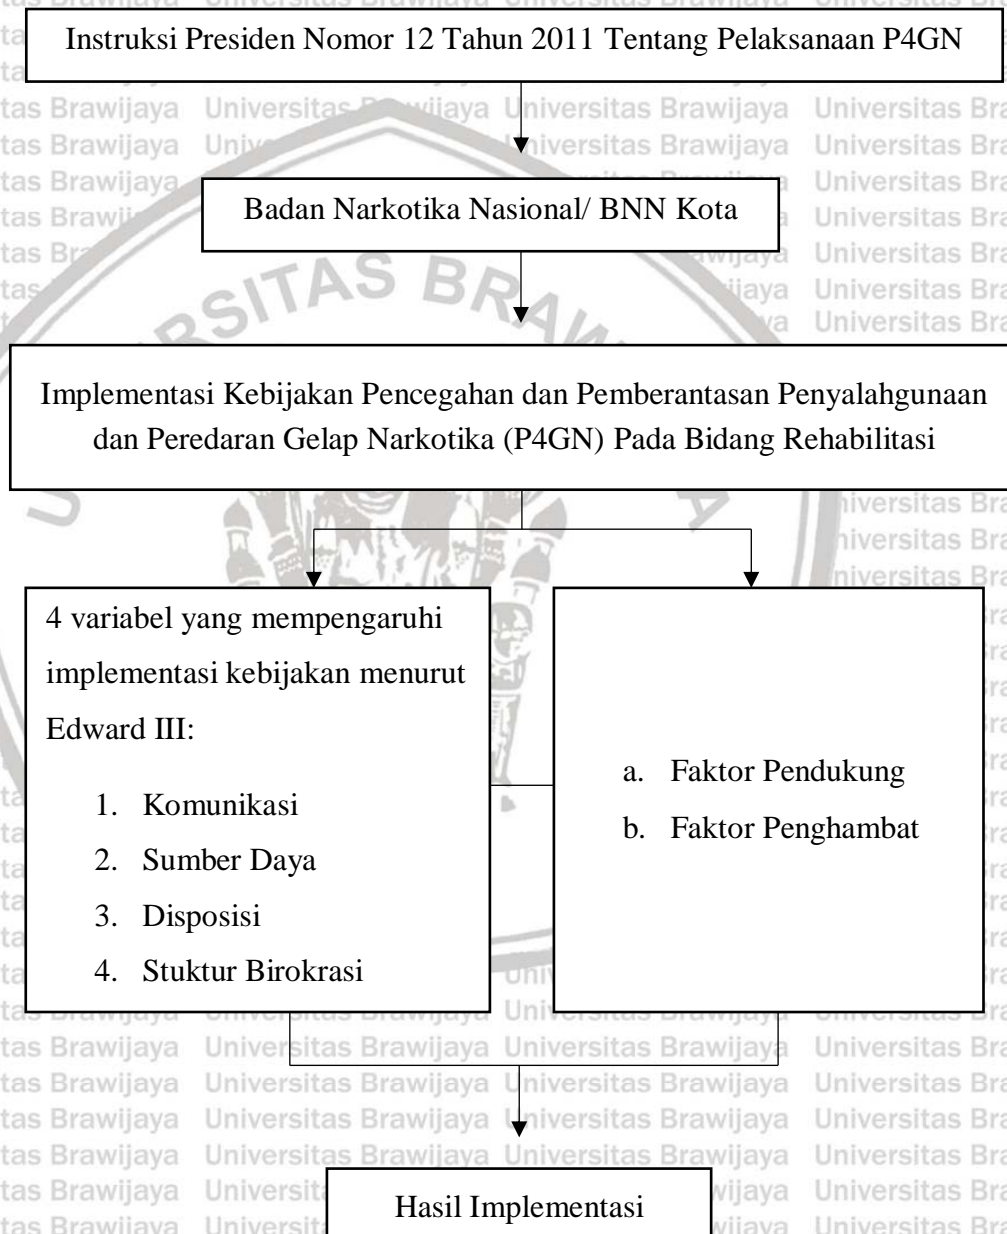 Instruksi Presiden Nomor 12 Tahun 2011 Tentang Pelaksanaan P4GN
Badan Narkotika Nasional/ BNN Kota
Implementasi Kebijakan Pencegahan dan Pemberantasan Penyalahgunaan
dan Peredaran Gelap Narkotika (P4GN) Pada Bidang Rehabilitasi
4 variabel yang mempengaruhi
implementasi kebijakan menurut
Edward III:
1. Komunikasi
2. Sumber Daya
3. Disposisi
4. Stuktur Birokrasi
a. Faktor Pendukung
b. Faktor Penghambat
Hasil Implementasi